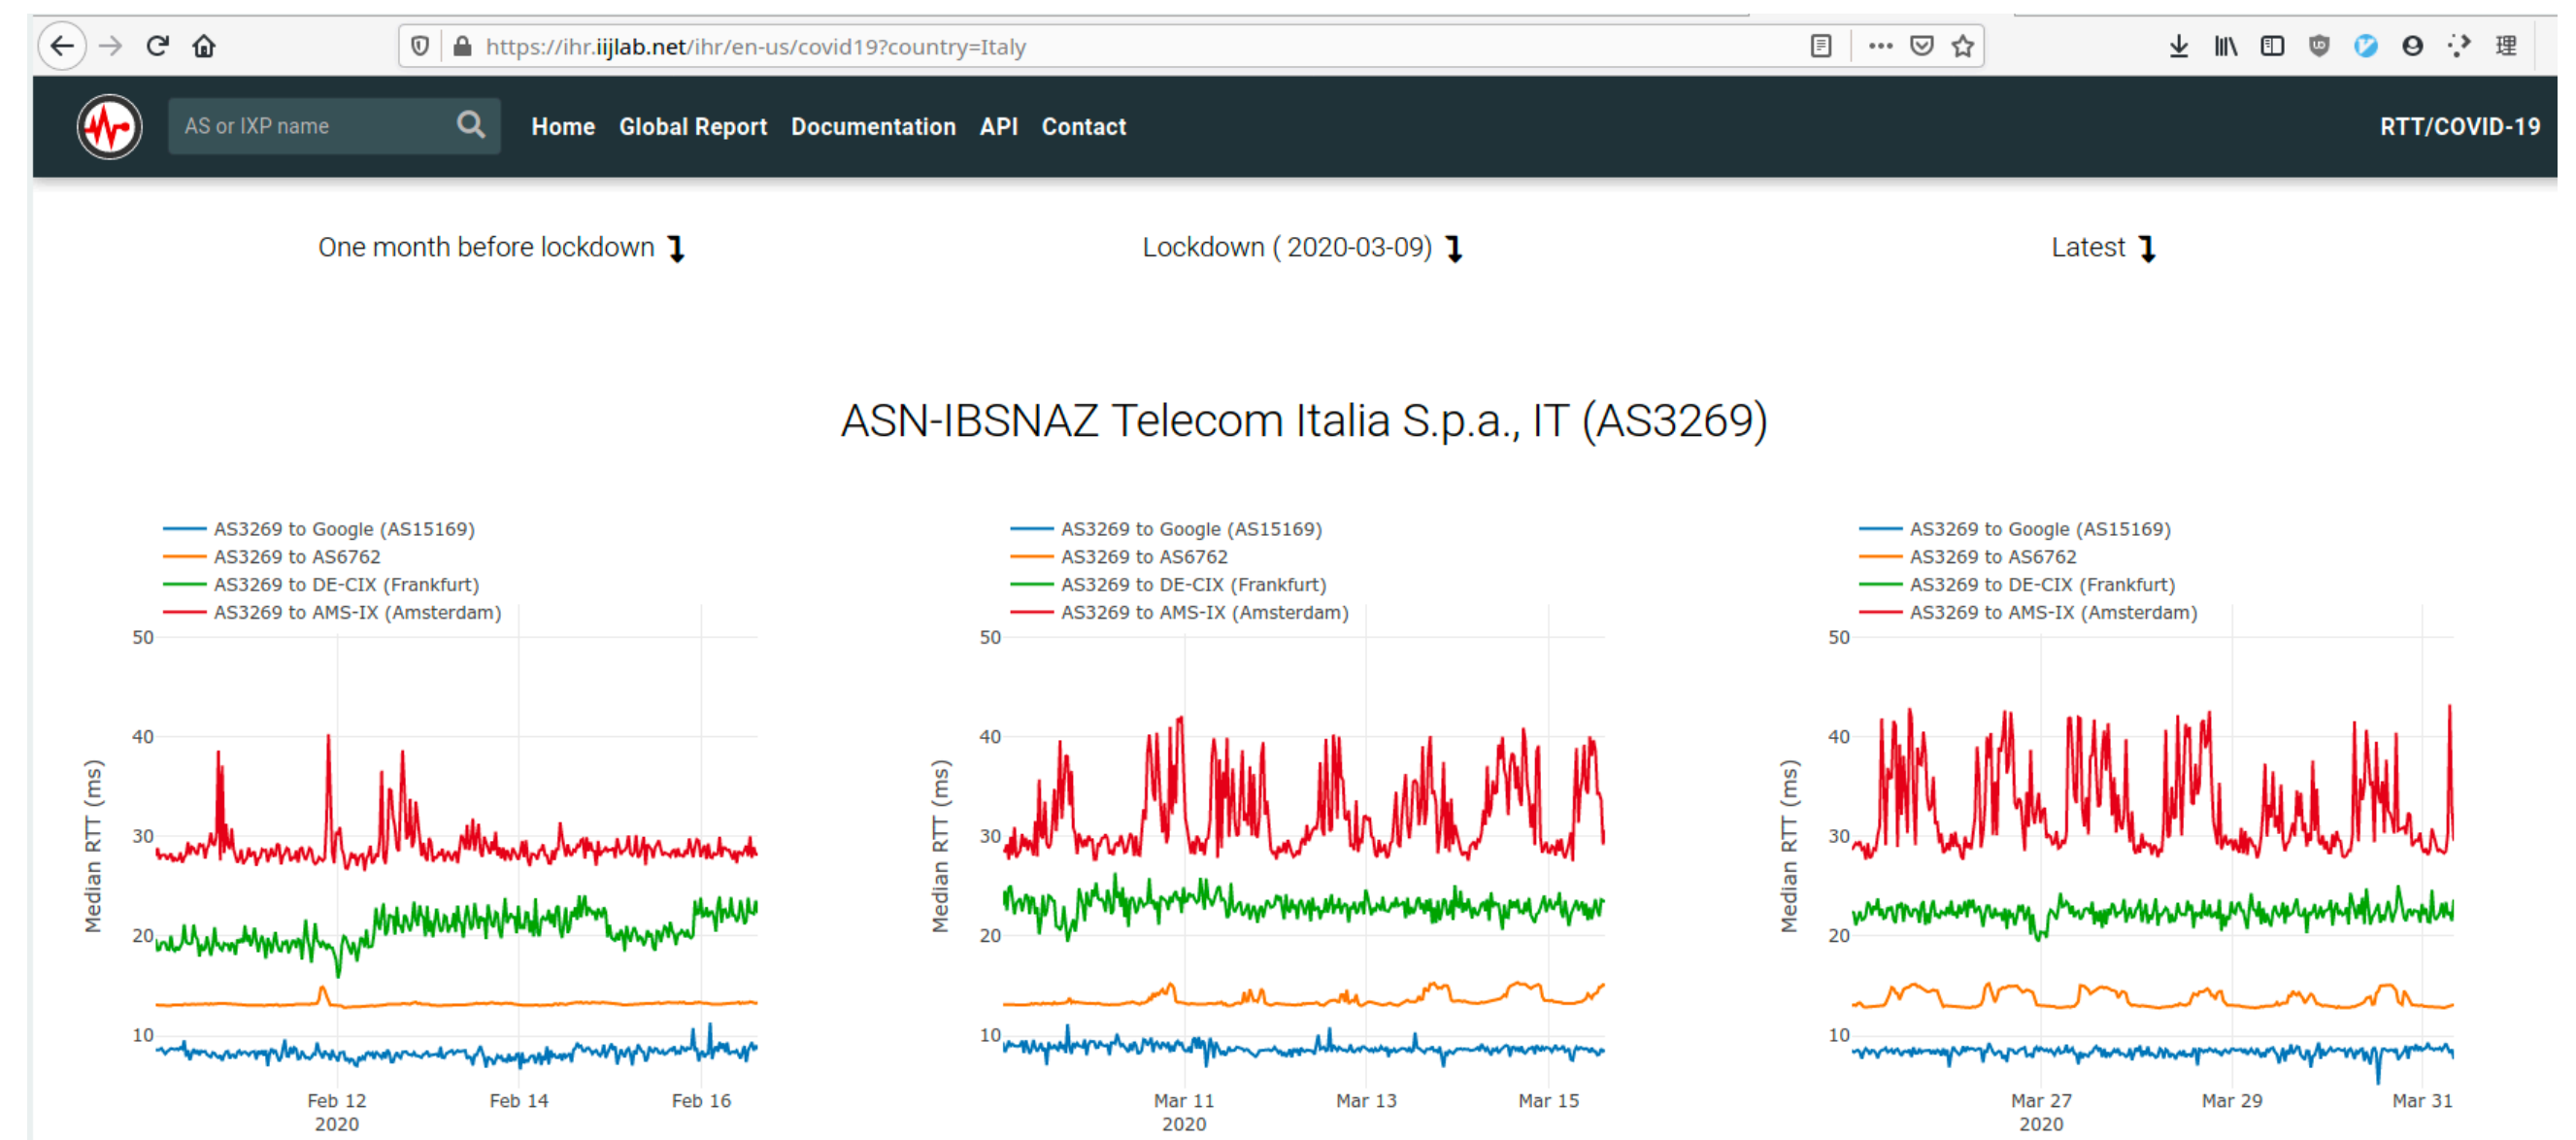 https://ihr.iijlab.net/ihr/en-us/covid19?country=Italy
理
AS or IXP name
Home Global Report Documentation API Contact
RTT/COVID-19
One month before lockdown
Lockdown ( 2020-03-09)
Latest
ASN-IBSNAZ Telecom Italia S.p.a., IT (AS3269)
AS3269 to Google (AS15169)
AS3269 to AS6762
AS3269 to DE-CIX (Frankfurt)
AS3269 to AMS-IX (Amsterdam)
50
40
30
20
10
Median RTT (ms)
Feb 12
2020
Feb 14
Feb 16
AS3269 to Google (AS15169)
AS3269 to AS6762
AS3269 to DE-CIX (Frankfurt)
AS3269 to AMS-IX (Amsterdam)
50
40
30
20
10
Median RTT (ms)
Mar 11
2020
Mar 13
Mar 15
AS3269 to Google (AS15169)
AS3269 to AS6762
AS3269 to DE-CIX (Frankfurt)
AS3269 to AMS-IX (Amsterdam)
50
40
30
20
10
Median RTT (ms)
Mar 27
2020
Mar 29
Mar 31